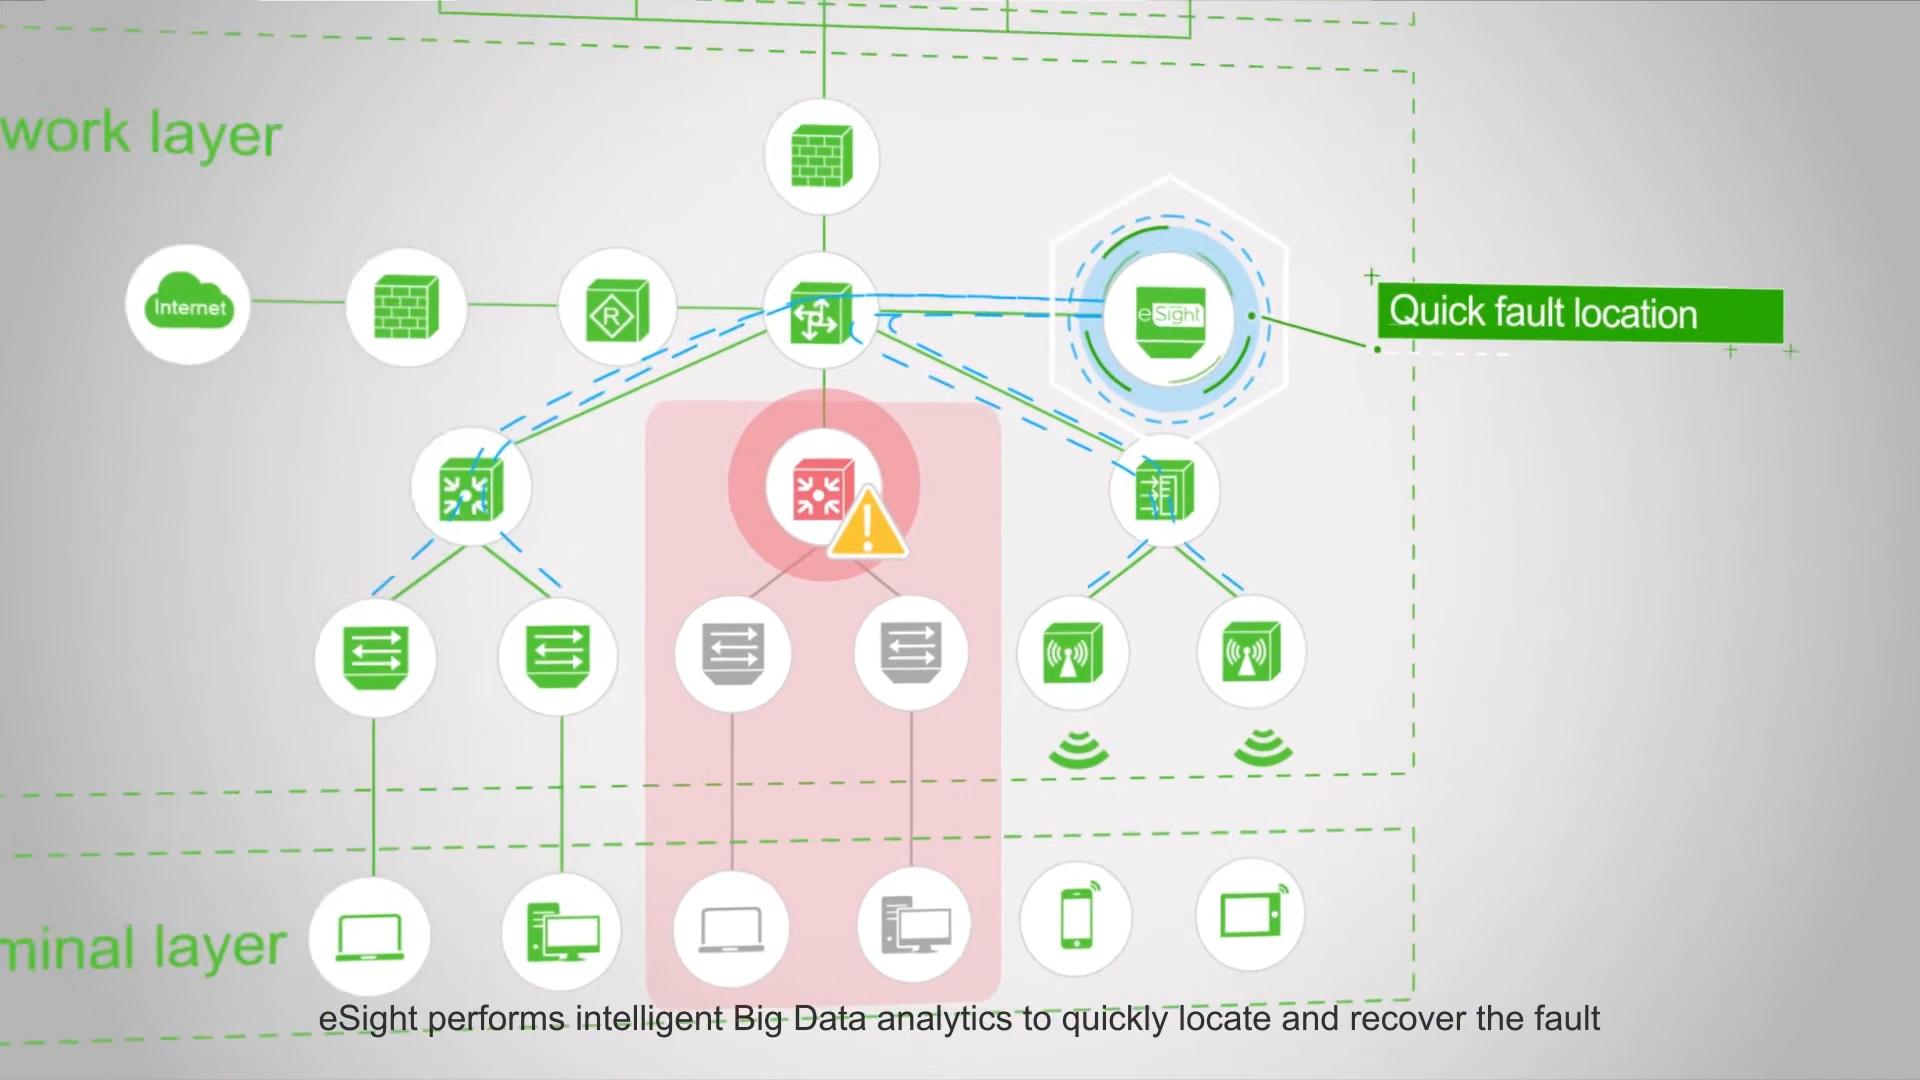 work layer
Internet
R
eSight
Quick fault location
minal layer
eSight performs intelligent Big Data analytics to quickly locate and recover the fault